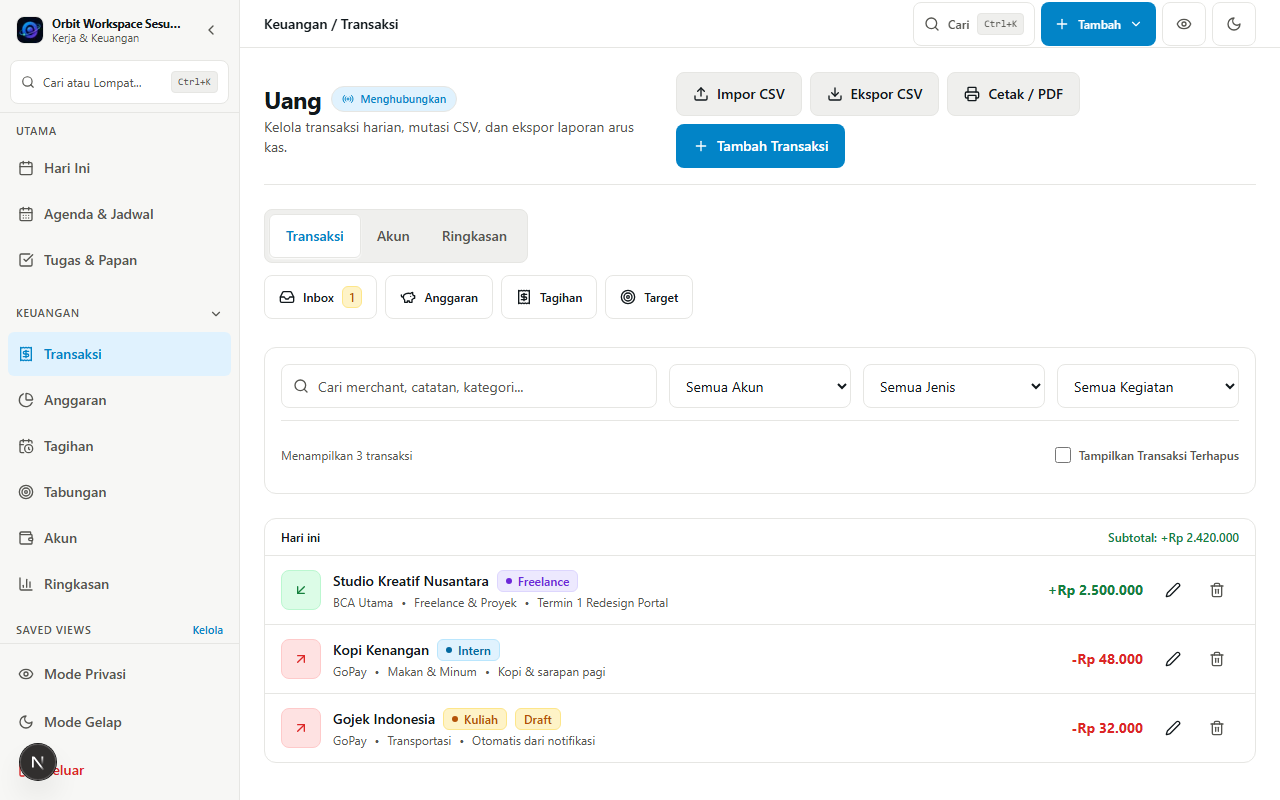 Orbit Workspace Sesu...
Kerja & Keuangan
Cari atau Lompat...
Ctrl+K
UTAMA
Hari Ini
Agenda & Jadwal
Tugas & Papan
KEUANGAN
Transaksi
Anggaran
Tagihan
Tabungan
Akun
Ringkasan
SAVED VIEWS
Kelola
Mode Privasi
Mode Gelap
N
eluar
Keuangan / Transaksi
Cari
Ctrl+K
Tambah
Uang
Menghubungkan
Kelola transaksi harian, mutasi CSV, dan ekspor laporan arus
kas.
Impor CSV
Ekspor CSV
Cetak / PDF
Tambah Transaksi
Transaksi
Akun
Ringkasan
Inbox
1
Anggaran
Tagihan
Target
Cari merchant, catatan, kategori...
Semua Akun
Semua Jenis
Semua Kegiatan
Menampilkan 3 transaksi
Tampilkan Transaksi Terhapus
Hari ini
Subtotal: +Rp 2.420.000
Studio Kreatif Nusantara
Freelance
BCA Utama • Freelance & Proyek • Termin 1 Redesign Portal
+Rp 2.500.000
Kopi Kenangan
Intern
GoPay • Makan & Minum • Kopi & sarapan pagi
-Rp 48.000
Gojek Indonesia
Kuliah
Draft
GoPay • Transportasi • Otomatis dari notifikasi
-Rp 32.000